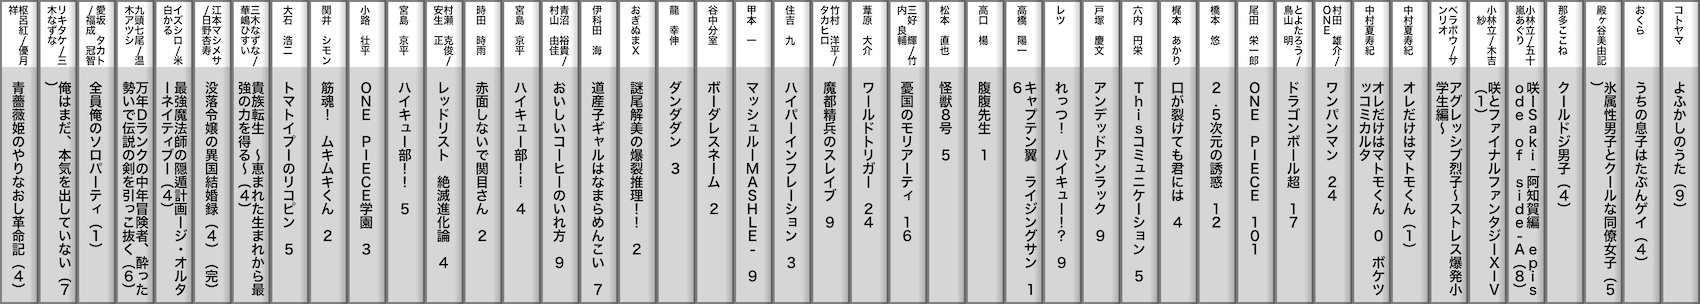 コトヤマ
よふかしのうた（９）
おくら
うちの息子はたぶんゲイ（４）
殿ヶ谷美由記
氷属性男子とクールな同僚女子（５
）
那多ここね
クールドジ男子（４）
小林立/五十
嵐あぐり
咲－Ｓａｋｉ－阿知賀編　ｅｐｉｓ
ｏｄｅ　ｏｆ　ｓｉｄｅ－Ａ（８）
小林立/木吉
紗
咲とファイナルファンタジーＸＩＶ
（１）
ベラボウ/サ
ンリオ
アグレッシブ烈子～ストレス爆発小
学生編～
中村夏寿紀
オレだけはマトモくん（１）
中村夏寿紀
オレだけはマトモくん　０　ボケツ
ッコミカルタ
村田　雄介/
ＯＮＥ
ワンパンマン　２４
とよたろう/
鳥山　明
ドラゴンボール超　１７
尾田　栄一郎
ＯＮＥ　ＰＩＥＣＥ　１０１
橋本　悠
２．５次元の誘惑　１２
梶本　あかり
口が裂けても君には　４
六内　円栄
Ｔｈｉｓコミュニケーション　５
戸塚　慶文
アンデッドアンラック　９
レツ
れっつ！　ハイキュー！？　９
高橋　陽一
キャプテン翼　ライジングサン　１
６
高口　楊
腹腹先生　１
松本　直也
怪獣８号　５
三好　輝/竹
内　良輔
憂国のモリアーティ　１６
葦原　大介
ワールドトリガー　２４
竹村　洋平/
タカヒロ
魔都精兵のスレイブ　９
住吉　九
ハイパーインフレーション　３
甲本　一
マッシュル－ＭＡＳＨＬＥ－　９
谷中分室
ボーダレスネーム　２
龍　幸伸
ダンダダン　３
おぎぬまＸ
謎尾解美の爆裂推理！！　２
伊科田　海
道産子ギャルはなまらめんこい　７
青沼　裕貴/
村山　由佳
おいしいコーヒーのいれ方　９
宮島　京平
ハイキュー部！！　４
時田　時雨
赤面しないで関目さん　２
村瀬　克俊/
安生　正
レッドリスト　絶滅進化論　４
宮島　京平
ハイキュー部！！　５
小路　壮平
ＯＮＥ　ＰＩＥＣＥ学園　３
関井　シモン
筋魂！　ムキムキくん　２
大石　浩二
トマトイプーのリコピン　５
三木なずな/
華嶋ひすい
貴族転生　～恵まれた生まれから最
強の力を得る～（４）
江本マシメサ
/日野杏寿
没落令嬢の異国結婚録（４）（完）
イズシロ/米
白かる
最強魔法師の隠遁計画－ジ・オルタ
ーネイティブ－（４）
九頭七尾/温
木アツシ
万年Ｄランクの中年冒険者、酔った
勢いで伝説の剣を引っこ抜く（６）
愛坂　タカト
/福成　冠智
全員俺のソロパーティ（１）
リキタケ/三
木なずな
俺はまだ、本気を出していない（７
）
枢呂紅/優月
祥
青薔薇姫のやりなおし革命記（４）